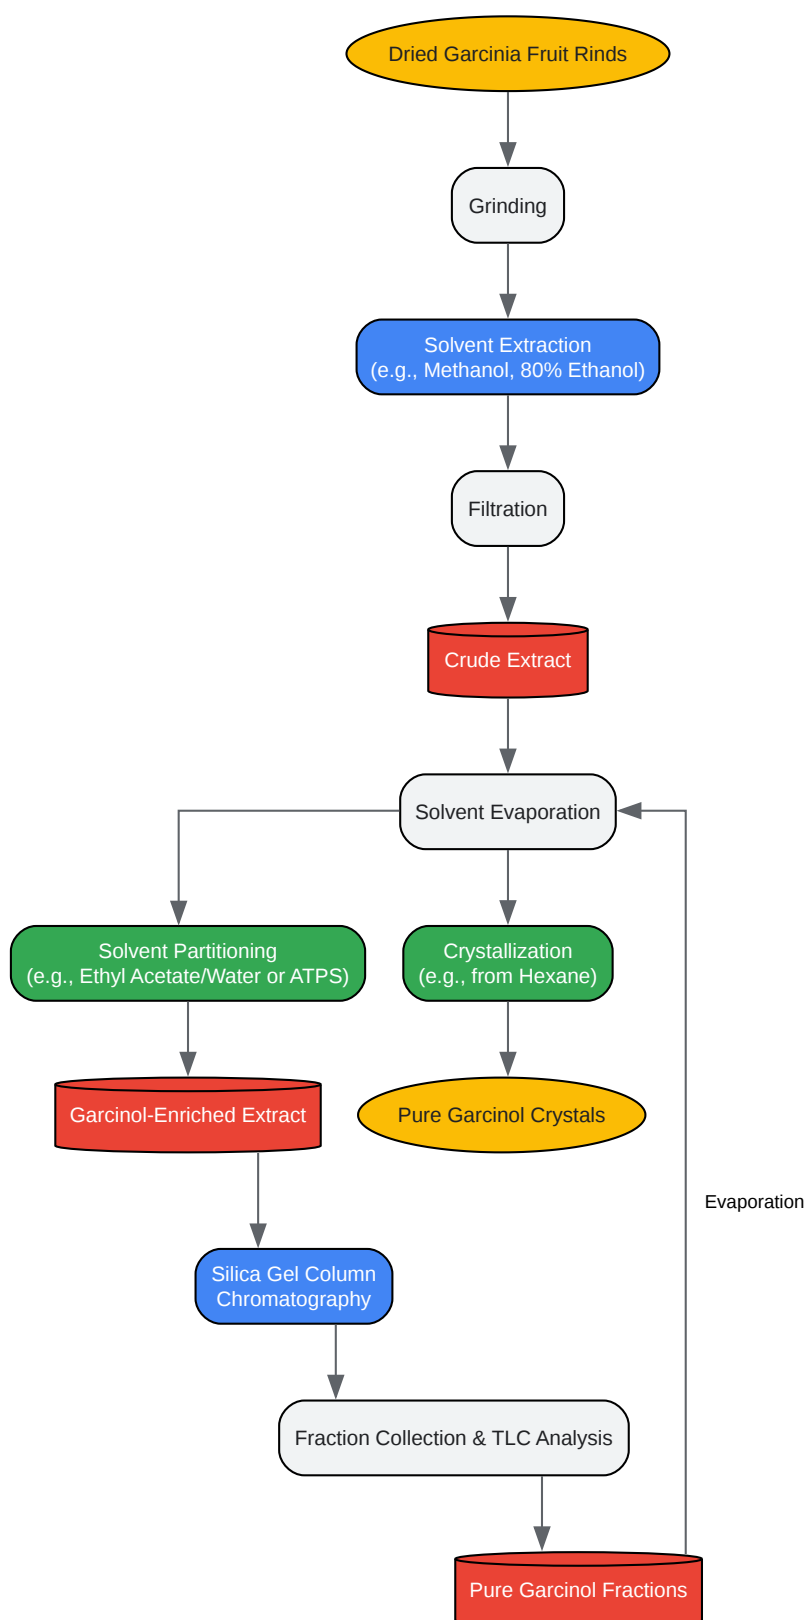 Dried Garcinia Fruit Rinds
Grinding
Solvent Extraction
(e.g., Methanol, 80% Ethanol)
Filtration
Crude Extract
Solvent Evaporation
Solvent Partitioning
(e.g., Ethyl Acetate/Water or ATPS)
Crystallization
(e.g., from Hexane)
Garcinol-Enriched Extract
Pure Garcinol Crystals
Evaporation
Silica Gel Column
Chromatography
Fraction Collection & TLC Analysis
Pure Garcinol Fractions